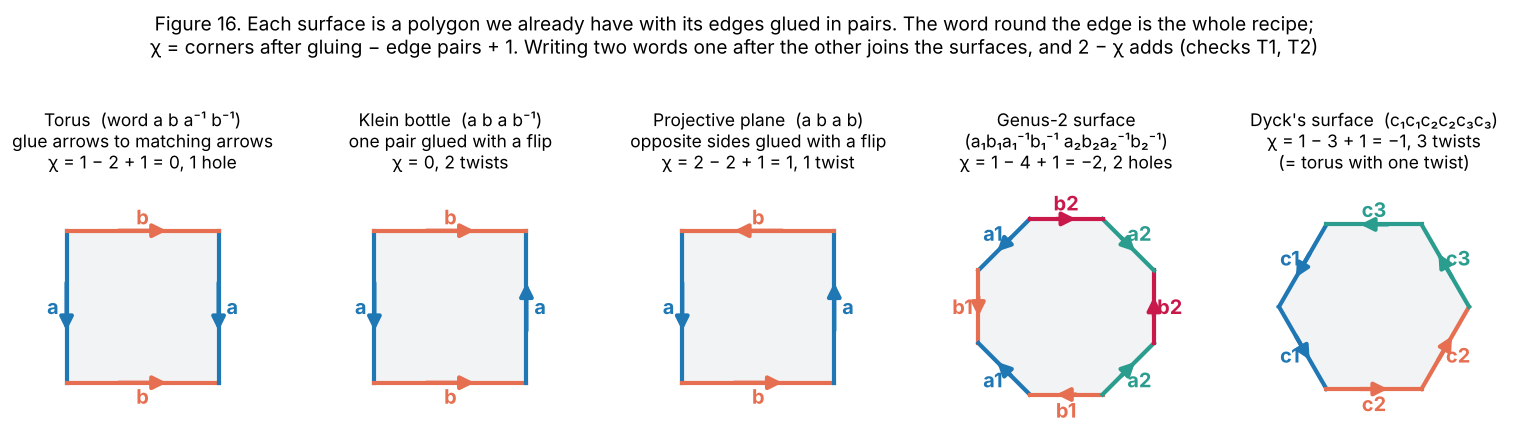 Figure 16. Each surface is a polygon we already have with its edges glued in pairs. The word round the edge is the whole recipe;
χ = corners after gluing − edge pairs + 1. Writing two words one after the other joins the surfaces, and 2 − χ adds (checks T1, T2)
Torus (word a b a⁻¹ b⁻¹)
glue arrows to matching arrows
χ = 1 − 2 + 1 = 0, 1 hole
b
a
a
b
Klein bottle (a b a b⁻¹)
one pair glued with a flip
χ = 0, 2 twists
b
a
a
b
Projective plane (a b a b)
opposite sides glued with a flip
χ = 2 − 2 + 1 = 1, 1 twist
b
a
a
b
Genus-2 surface
(a₁b₁a₁⁻¹b₁⁻¹ a₂b₂a₂⁻¹b₂⁻¹)
χ = 1 − 4 + 1 = −2, 2 holes
b2
a1
a2
b1
b2
a1
a2
b1
Dyck's surface (c₁c₁c₂c₂c₃c₃)
χ = 1 − 3 + 1 = −1, 3 twists
(= torus with one twist)
c3
c1
c3
c1
c2
c2